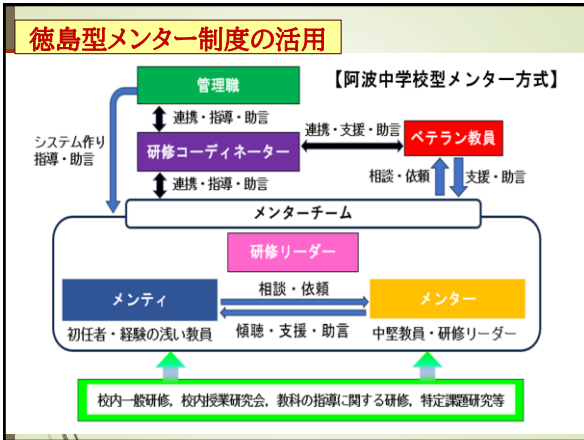 徳島型メンター制度の活用
【阿波中学校型メンター方式】
管理職
連携・指導・助言
システム作り
指導・助言
研修コーディネーター
連携・支援・助言
ベテラン教員
連携・指導・助言
相談・依頼
支援・助言
メンターチーム
研修リーダー
メンティ
相談・依頼
メンター
初任者・経験の浅い教員
傾聴・支援・助言
中堅教員・研修リーダー
校内一般研修，校内授業研究会，教科の指導に関する研修，特定課題研究等